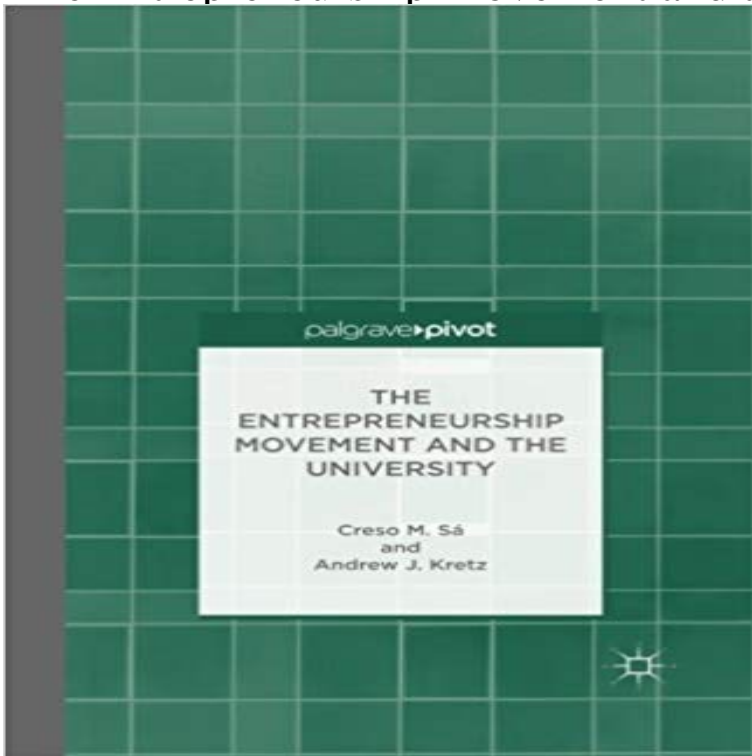 palgrave▸pivot
THE
ENTREPRENEURSHIP
MOVEMENT AND THE
UNIVERSITY
Creso M. Sá
and
Andrew J. Kretz